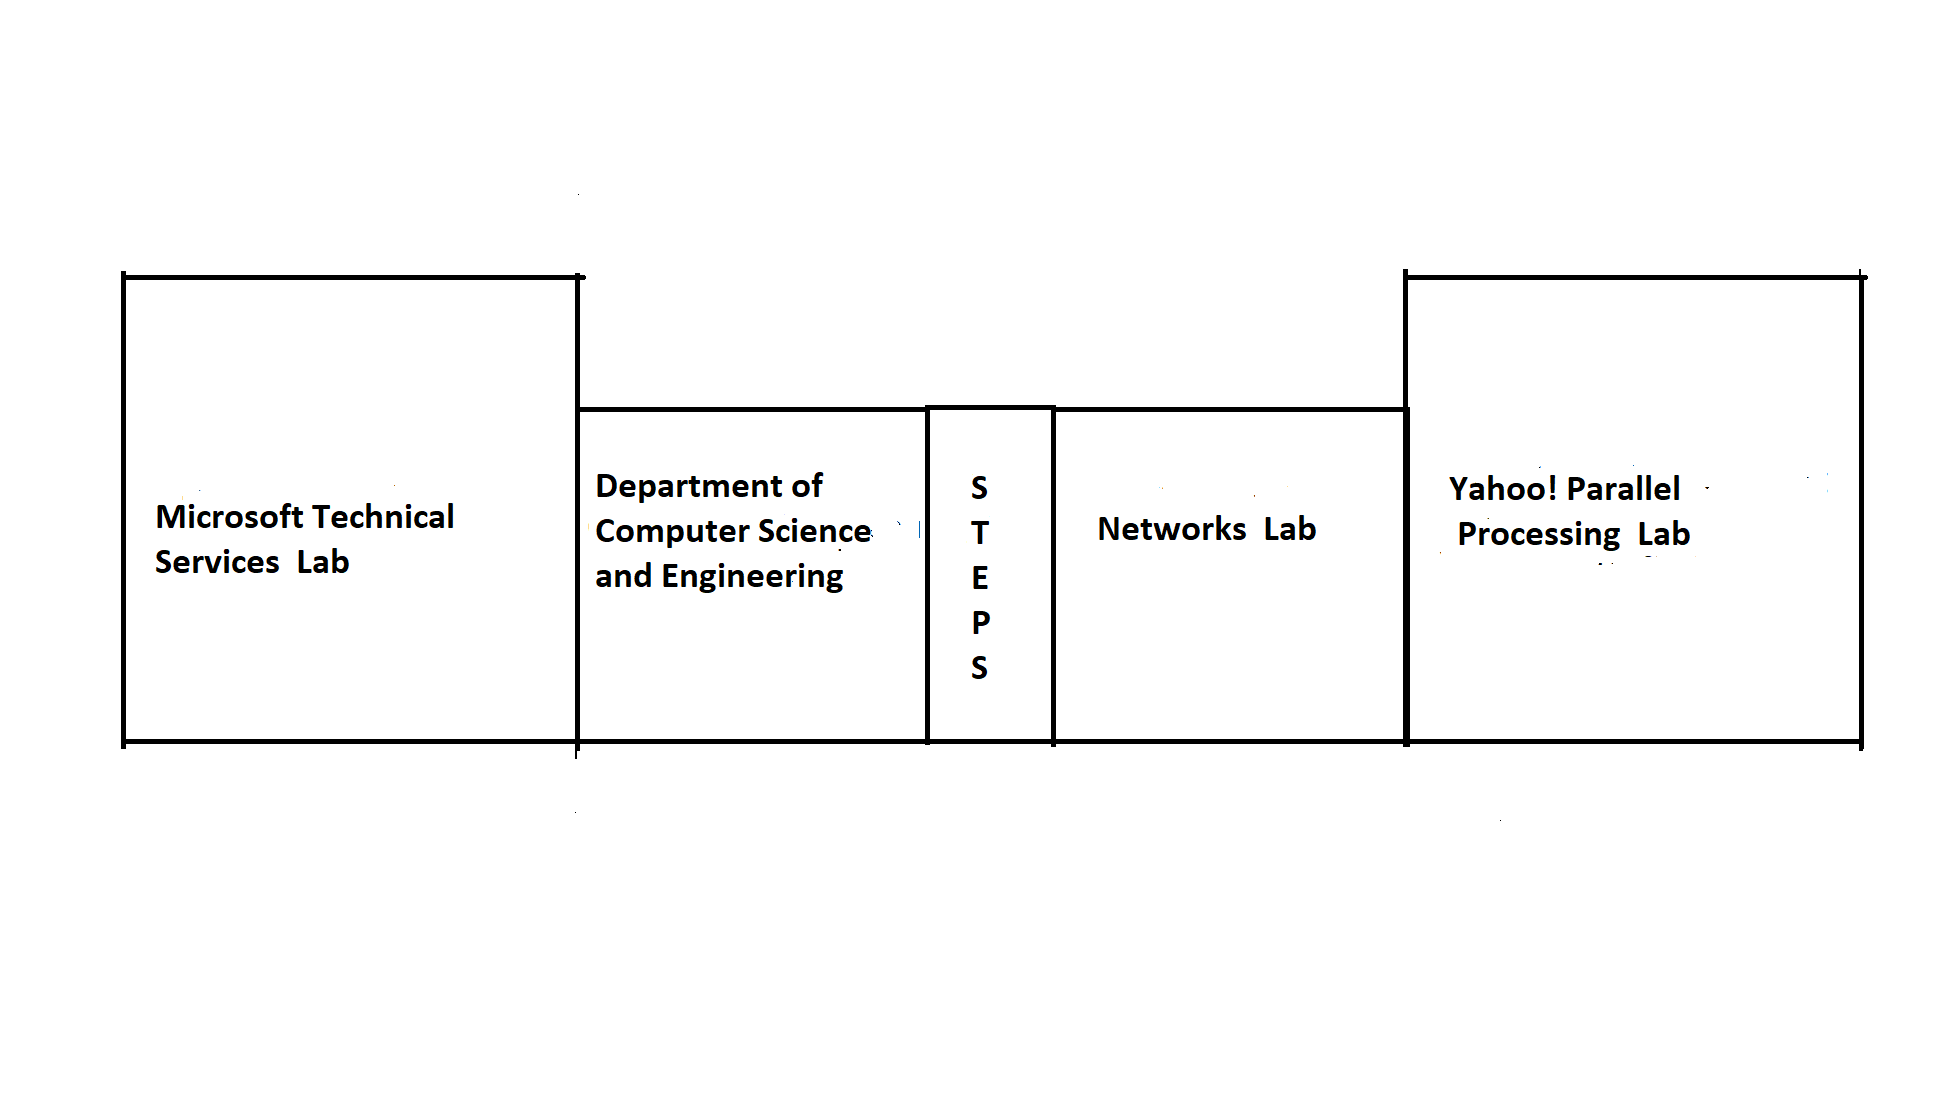 Microsoft Technical
Services  Lab
Department of
Computer Science
and Engineering
S
T
E
P
S
Networks  Lab
Yahoo! Parallel
Processing  Lab